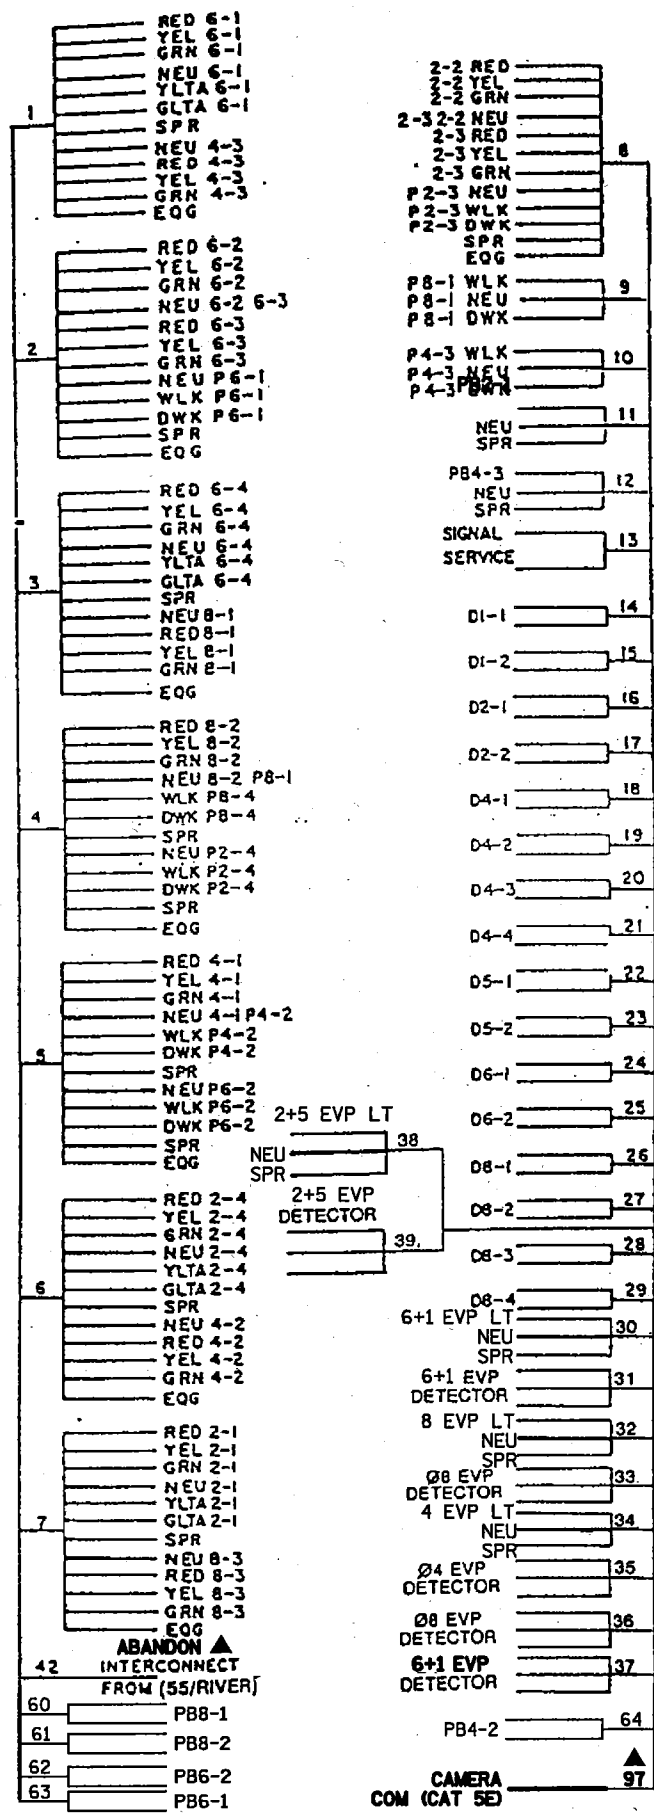 1
RED 6-1
YEL 6-1
GRN 6-1
NEU 6-1
YLTA 6-1
GLTA 6-1
SPR
NEU 4-3
RED 4-3
YEL 4-3
GRN 4-3
EQG
2
RED 6-2
YEL 6-2
GRN 6-2
NEU 6-2 6-3
RED 6-3
YEL 6-3
GRN 6-3
NEU P6-1
WLK P6-1
DWK P6-1
SPR
EQG
3
RED 6-4
YEL 6-4
GRN 6-4
NEU 6-4
YLTA 6-4
GLTA 6-4
SPR
NEU 8-1
RED 8-1
YEL 8-1
GRN 8-1
EQG
4
RED 8-2
YEL 8-2
GRN 8-2
NEU 8-2 P8-1
WLK P8-4
DWK P8-4
SPR
NEU P2-4
WLK P2-4
DWK P2-4
SPR
EQG
5
RED 4-1
YEL 4-1
GRN 4-1
NEU 4-1 P4-2
WLK P4-2
DWK P4-2
SPR
NEU P6-2
WLK P6-2
DWK P6-2
SPR
EQG
6
RED 2-4
YEL 2-4
GRN 2-4
NEU 2-4
YLTA 2-4
GLTA 2-4
SPR
NEU 4-2
RED 4-2
YEL 4-2
GRN 4-2
EQG
7
RED 2-1
YEL 2-1
GRN 2-1
NEU 2-1
YLTA 2-1
GLTA 2-1
SPR
NEU 8-3
RED 8-3
YEL 8-3
GRN 8-3
EQG
ABANDON
42 INTERCONNECT
FROM (55/RIVER)
60 PB8-1
61 PB8-2
62 PB6-2
63 PB6-1
2+5 EVP LT
38
NEU
SPR
2+5 EVP
DETECTOR
39
2-2 RED
2-2 YEL
2-2 GRN
2-3 2-2 NEU
2-3 RED
2-3 YEL
2-3 GRN
P2-3 NEU
P2-3 WLK
P2-3 DWK
SPR
EQG
8
P8-1 WLK
P8-1 NEU
P8-1 DWK
9
P4-3 WLK
P4-3 NEU
P4-3 DWK
10
PB2-1
NEU
SPR
11
PB4-3
NEU
SPR
12
SIGNAL
SERVICE
13
D1-1 14
D1-2 15
D2-1 16
D2-2 17
D4-1 18
D4-2 19
D4-3 20
D4-4 21
D5-1 22
D5-2 23
D6-1 24
D6-2 25
D8-1 26
D8-2 27
D8-3 28
D8-4 29
6+1 EVP LT
NEU 30
SPR
6+1 EVP
DETECTOR
31
8 EVP LT
NEU 32
SPR
Ø8 EVP
DETECTOR
33
4 EVP LT
NEU 34
SPR
Ø4 EVP
DETECTOR
35
Ø8 EVP
DETECTOR
36
6+1 EVP
DETECTOR
37
PB4-2 64
CAMERA 97
COM (CAT 5E)